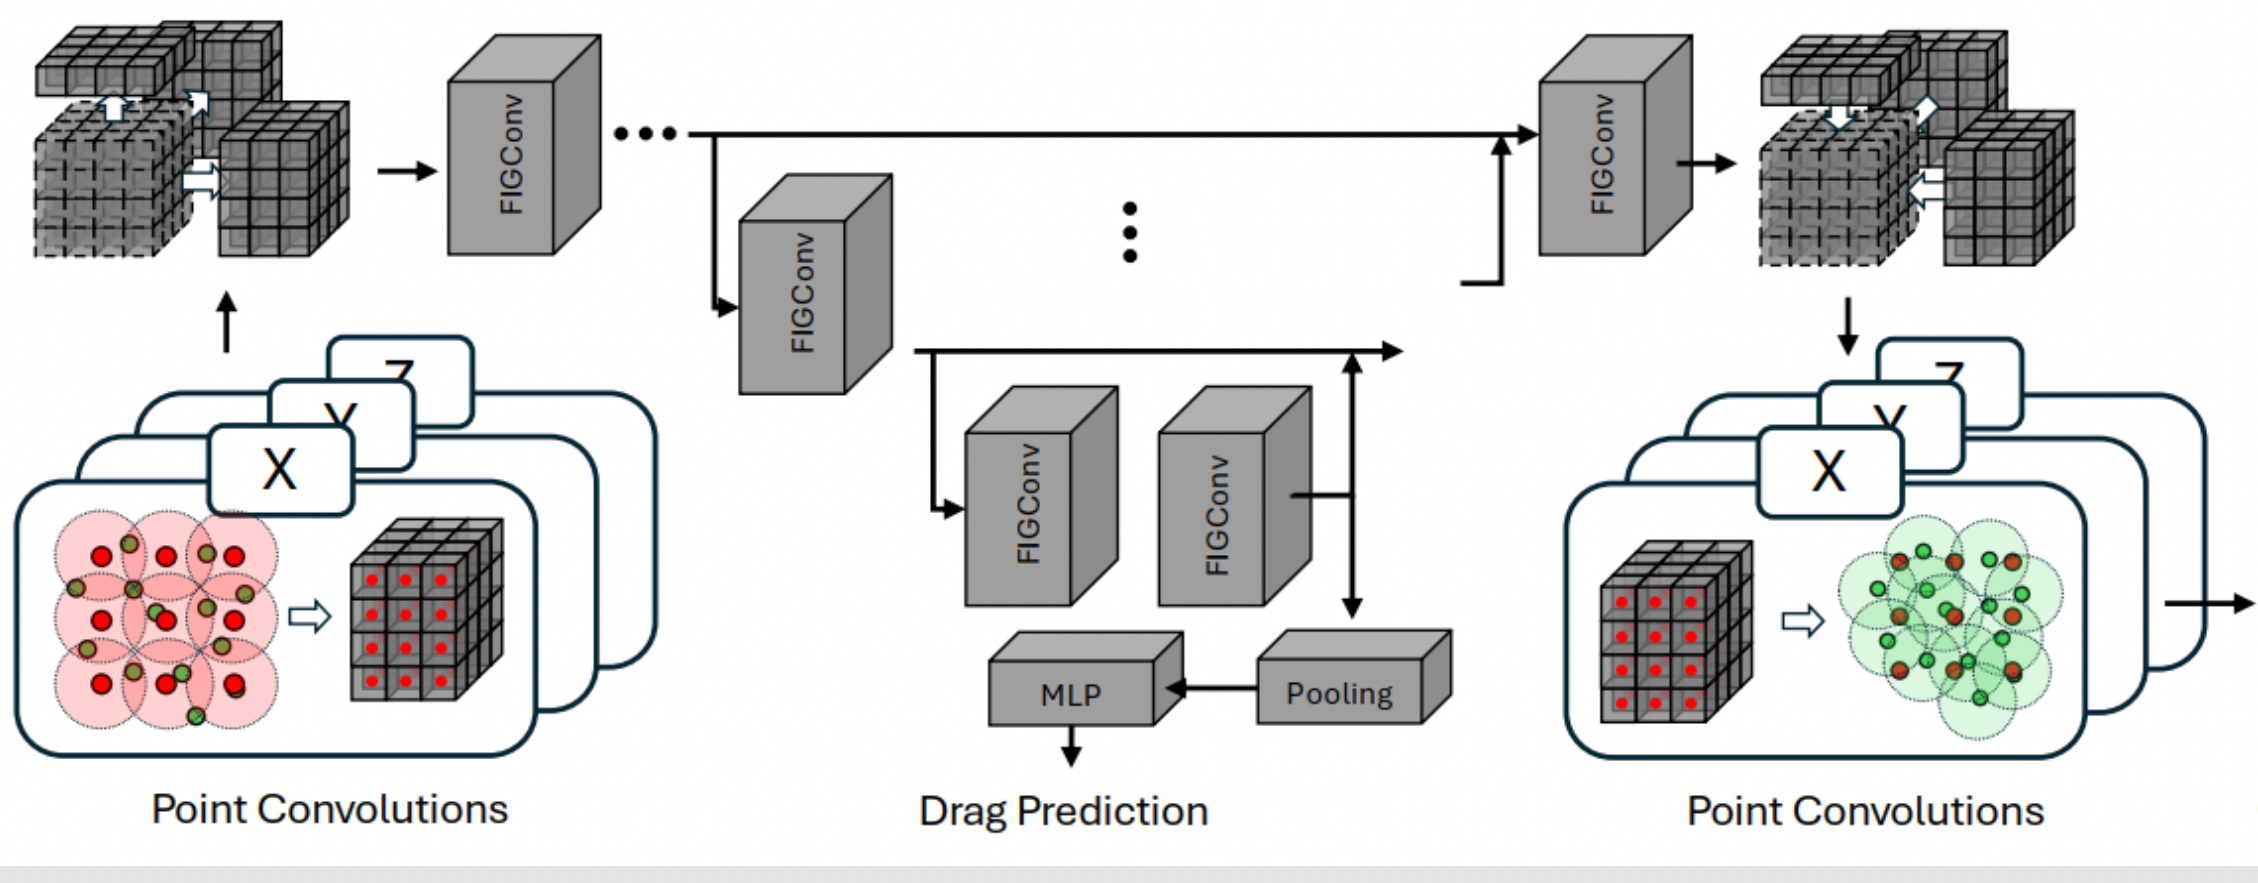 FIGConv
FIGConv
FIGConv
FIGConv
FIGConv
Z
Y
X
Z
Y
X
MLP
Pooling
Point Convolutions
Drag Prediction
Point Convolutions